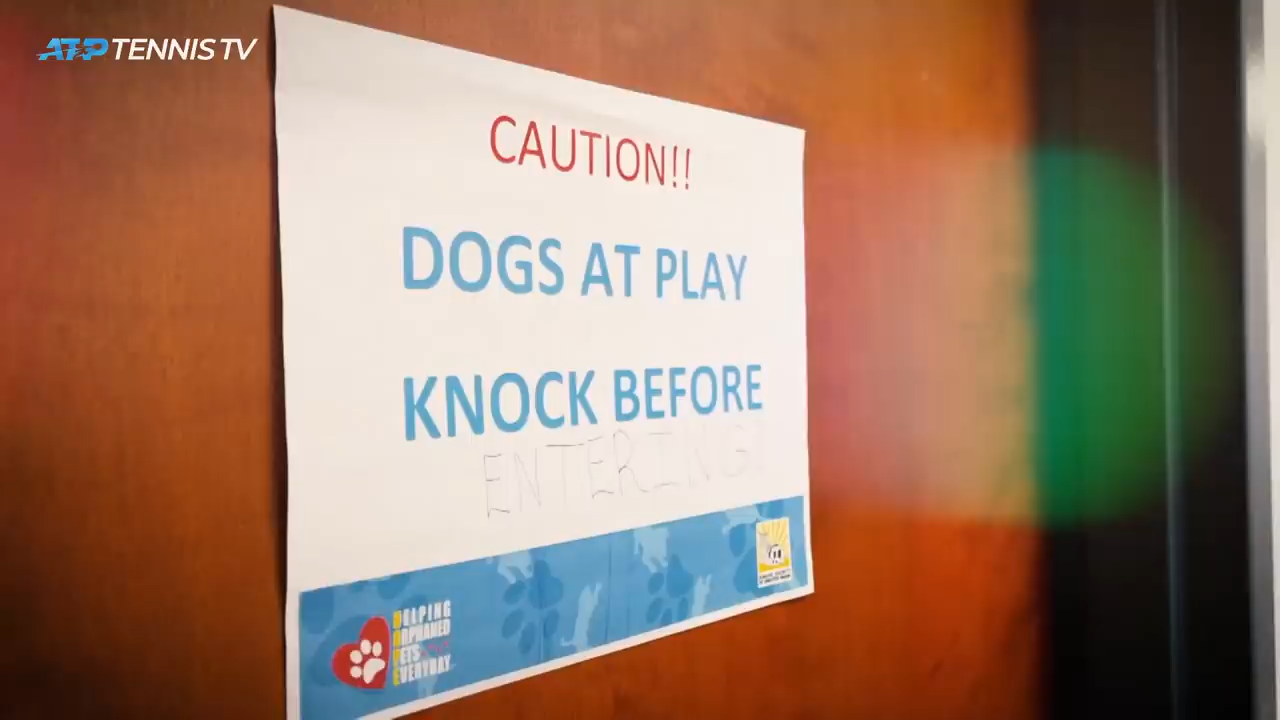 ATP TENNIS TV
CAUTION!!
DOGS AT PLAY
KNOCK BEFORE
ENTERING!
HELPING
ORPHANED
PETS
EVERYDAY